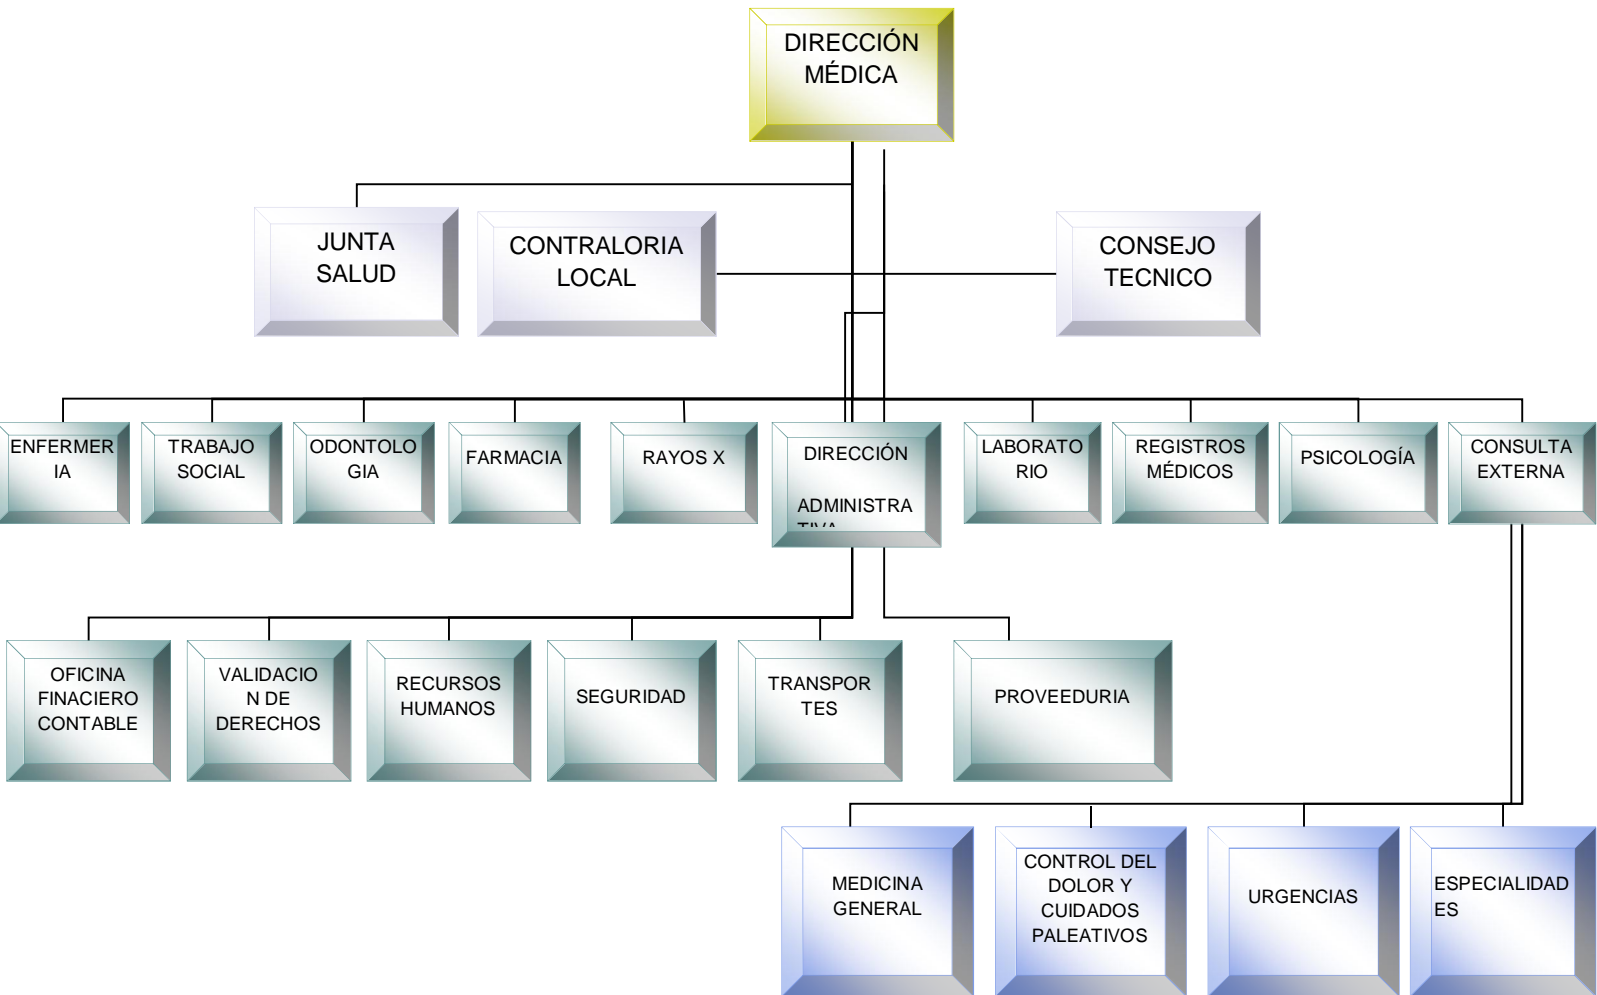 DIRECCIÓN
MÉDICA
JUNTA
SALUD
CONTRALORIA
LOCAL
CONSEJO
TECNICO
ENFERMER
IA
TRABAJO
SOCIAL
ODONTOLO
GIA
FARMACIA
RAYOS X
DIRECCIÓN
ADMINISTRA
TIVA
LABORATO
RIO
REGISTROS
MÉDICOS
PSICOLOGÍA
CONSULTA
EXTERNA
OFICINA
FINACIERO
CONTABLE
VALIDACIO
N DE
DERECHOS
RECURSOS
HUMANOS
SEGURIDAD
TRANSPOR
TES
PROVEEDURIA
MEDICINA
GENERAL
CONTROL DEL
DOLOR Y
CUIDADOS
PALEATIVOS
URGENCIAS
ESPECIALIDAD
ES